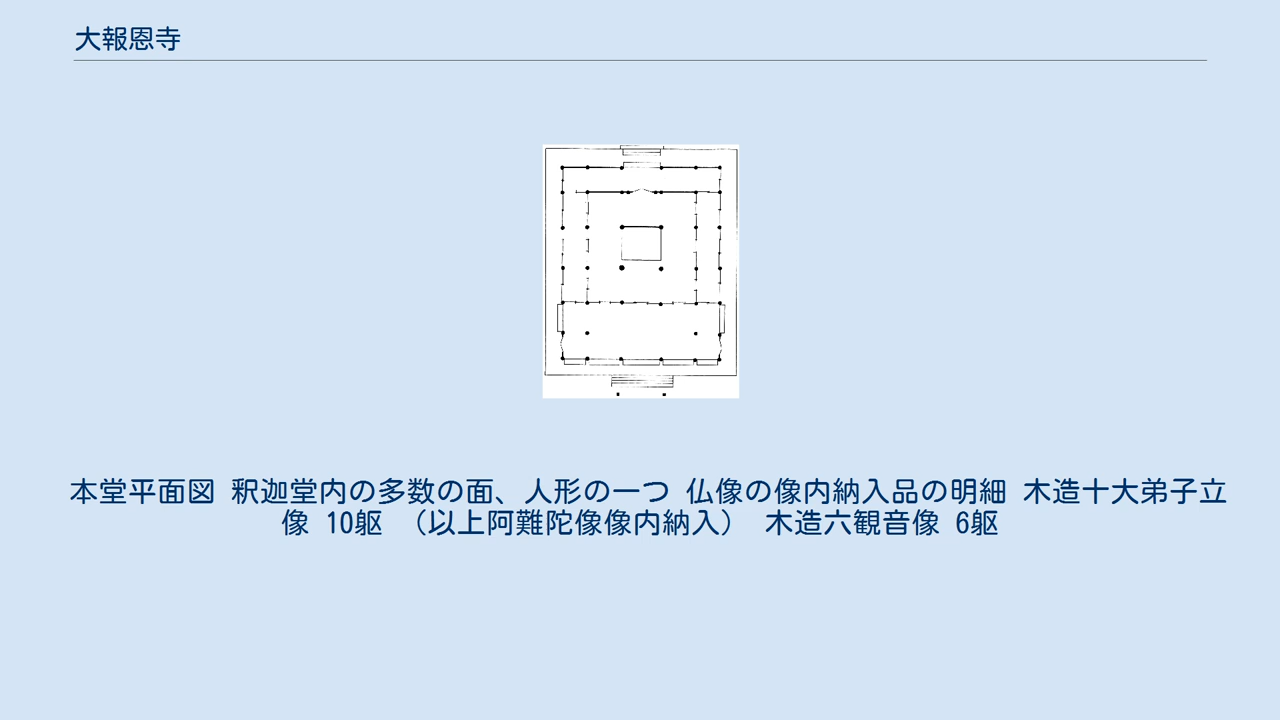 大報恩寺
本堂平面図 釈迦堂内の多数の面、人形の一つ 仏像の像内納入品の明細 木造十大弟子立
像 10躯 （以上阿難陀像像内納入） 木造六観音像 6躯